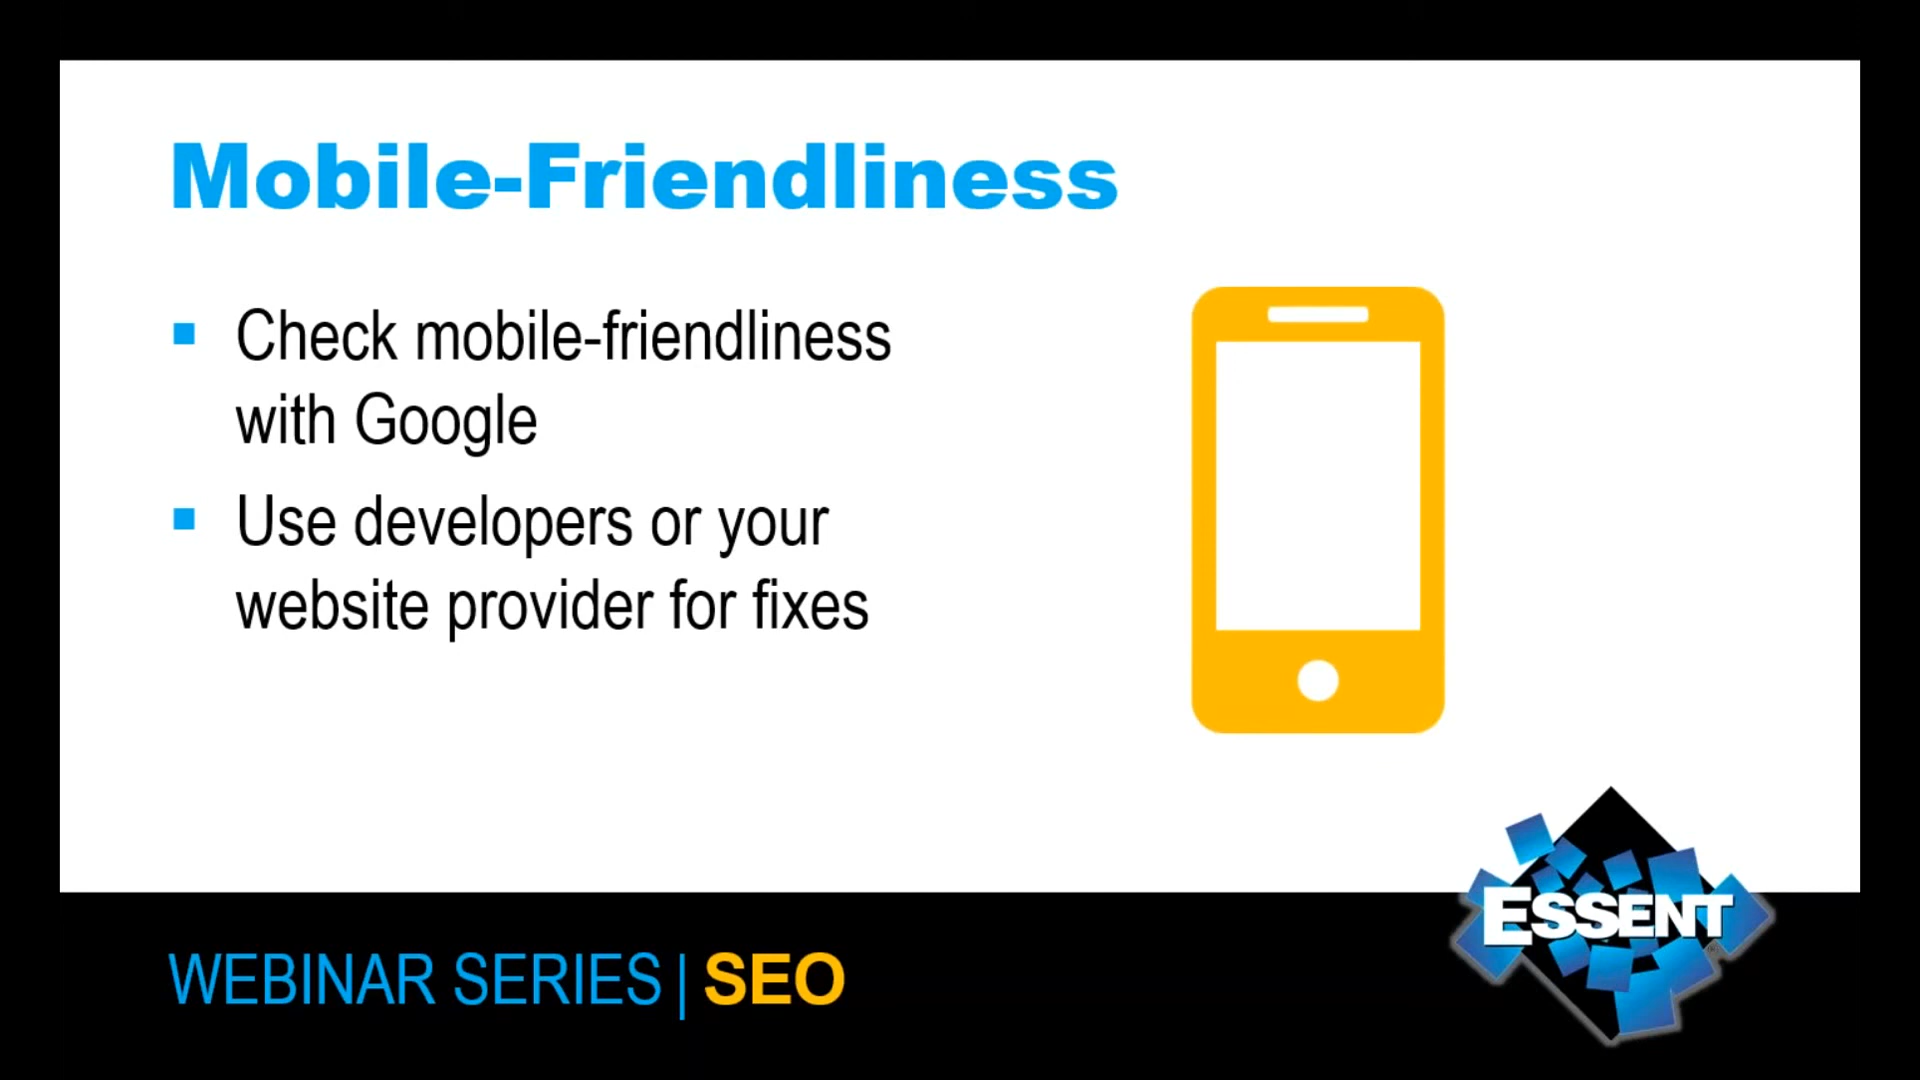 Mobile-Friendliness
Check mobile-friendliness
with Google
Use developers or your
website provider for fixes
WEBINAR SERIES | SEO
ESSENT